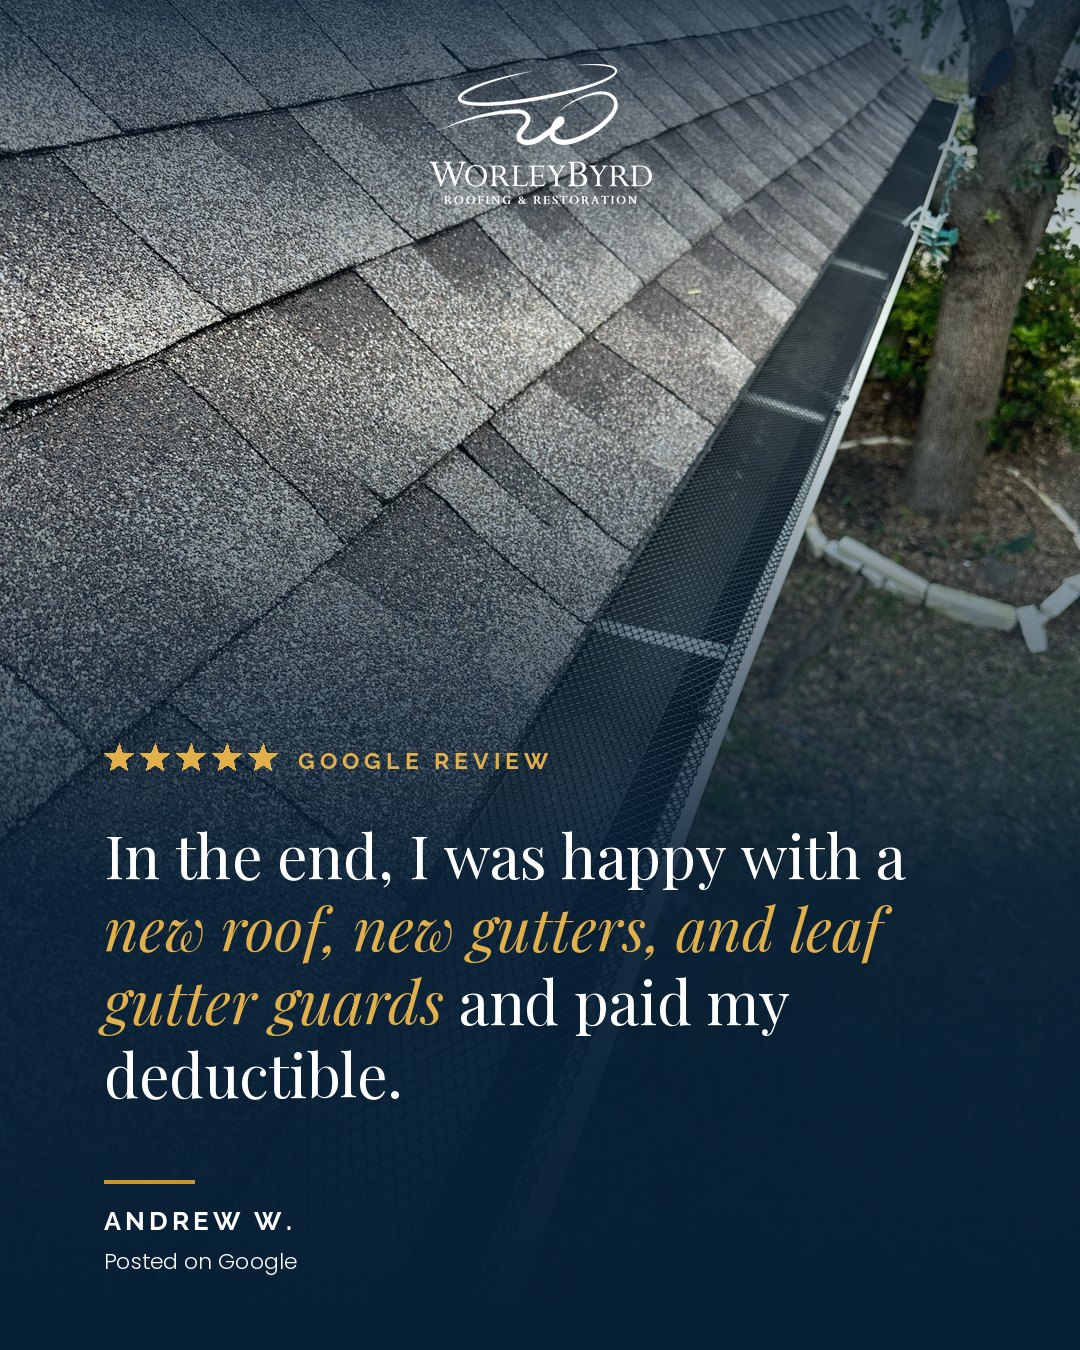 WORLEYBYRD
ROOFING & RESTORATION
GOOGLE REVIEW
In the end, I was happy with a
new roof, new gutters, and leaf
gutter guards and paid my
deductible.
ANDREW W.
Posted on Google